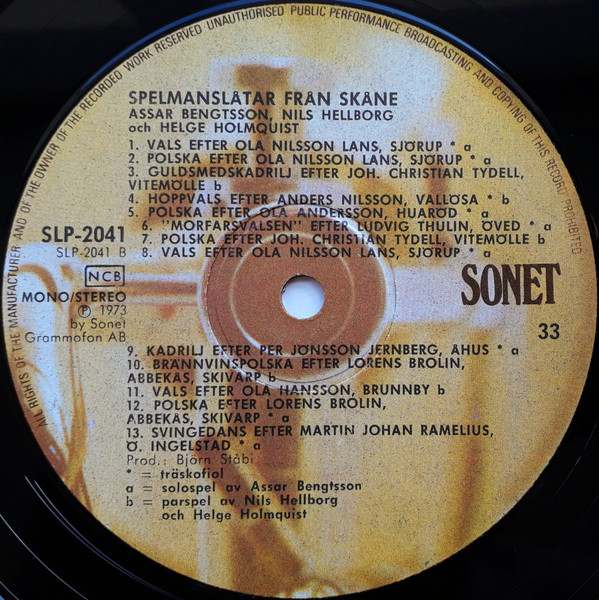 ALL RIGHTS OF THE MANUFACTURER AND OF THE OWNER OF THE RECORDED WORK RESERVED UNAUTHORISED PUBLIC PERFORMANCE BROADCASTING AND COPYING OF THIS RECORD PROHIBITED
SPELMANSLÅTAR FRÅN SKÅNE
ASSAR BENGTSSON, NILS HELLBORG
och HELGE HOLMQUIST
1. VALS EFTER OLA NILSSON LANS, SJÖRUP * a
2. POLSKA EFTER OLA NILSSON LANS, SJÖRUP * a
3. GULDSMEDSKADRILJ EFTER JOH. CHRISTIAN TYDELL,
VITEMÖLLE b
4. HOPPVALS EFTER ANDERS NILSSON, VALLÖSA * b
5. POLSKA EFTER OLA ANDERSSON, HUARÖD * a
6. "MORFARSVALSEN" EFTER LUDVIG THULIN, ÖVED * a
7. POLSKA EFTER JOH. CHRISTIAN TYDELL, VITEMÖLLE b
8. VALS EFTER OLA NILSSON LANS, SJÖRUP * a
SLP-2041
SLP-2041 B
NCB
MONO/STEREO
℗ 1973
by Sonet
Grammofon AB
SONET
33
9. KADRILJ EFTER PER JÖNSSON JERNBERG, ÅHUS * a
10. BRÄNNVINSPOLSKA EFTER LORENS BROLIN,
ABBEKÅS, SKIVARP b
11. VALS EFTER OLA HANSSON, BRUNNBY b
12. POLSKA EFTER LORENS BROLIN,
ABBEKÅS, SKIVARP * a
13. SVINGEDANS EFTER MARTIN JOHAN RAMELIUS,
Ö. INGELSTAD * a
Prod.: Björn Ståbi
* = träskofiol
a = solospel av Assar Bengtsson
b = parspel av Nils Hellborg
och Helge Holmquist